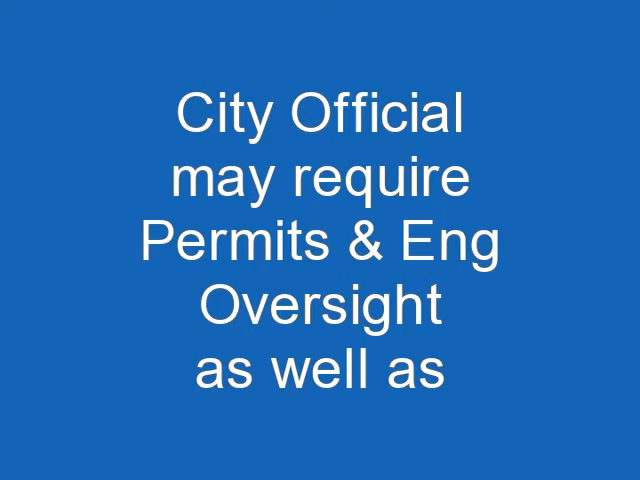 City Official
may require
Permits & Eng
Oversight
as well as